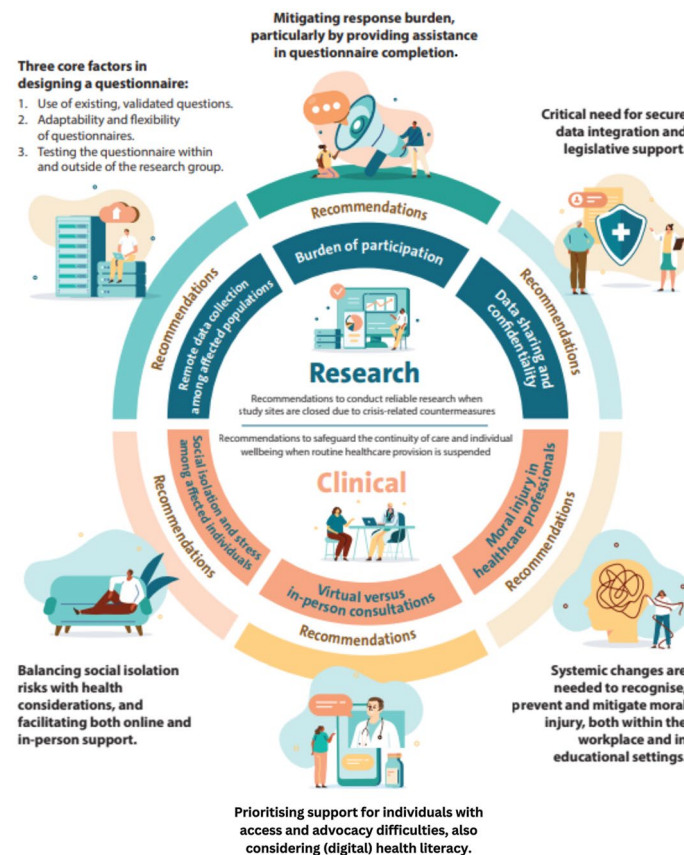 Mitigating response burden,
particularly by providing assistance
in questionnaire completion.
Three core factors in
designing a questionnaire:
1. Use of existing, validated questions.
2. Adaptability and flexibility
of questionnaires.
3. Testing the questionnaire within
and outside of the research group.
Critical need for secure
data integration and
legislative support
Recommendations
Burden of participation
Recommendations
Remote data collection
among affected populations
Recommendations
Data sharing and
confidentiality
Research
Recommendations to conduct reliable research when
study sites are closed due to crisis-related countermeasures
Recommendations to safeguard the continuity of care and individual
wellbeing when routine healthcare provision is suspended
Clinical
Recommendations
Social isolation and stress
among affected individuals
Moral injury in
healthcare professionals
Recommendations
Virtual versus
in-person consultations
Recommendations
Balancing social isolation
risks with health
considerations, and
facilitating both online and
in-person support.
Systemic changes are
needed to recognise,
prevent and mitigate moral
injury, both within the
workplace and in
educational settings.
Prioritising support for individuals with
access and advocacy difficulties, also
considering (digital) health literacy.